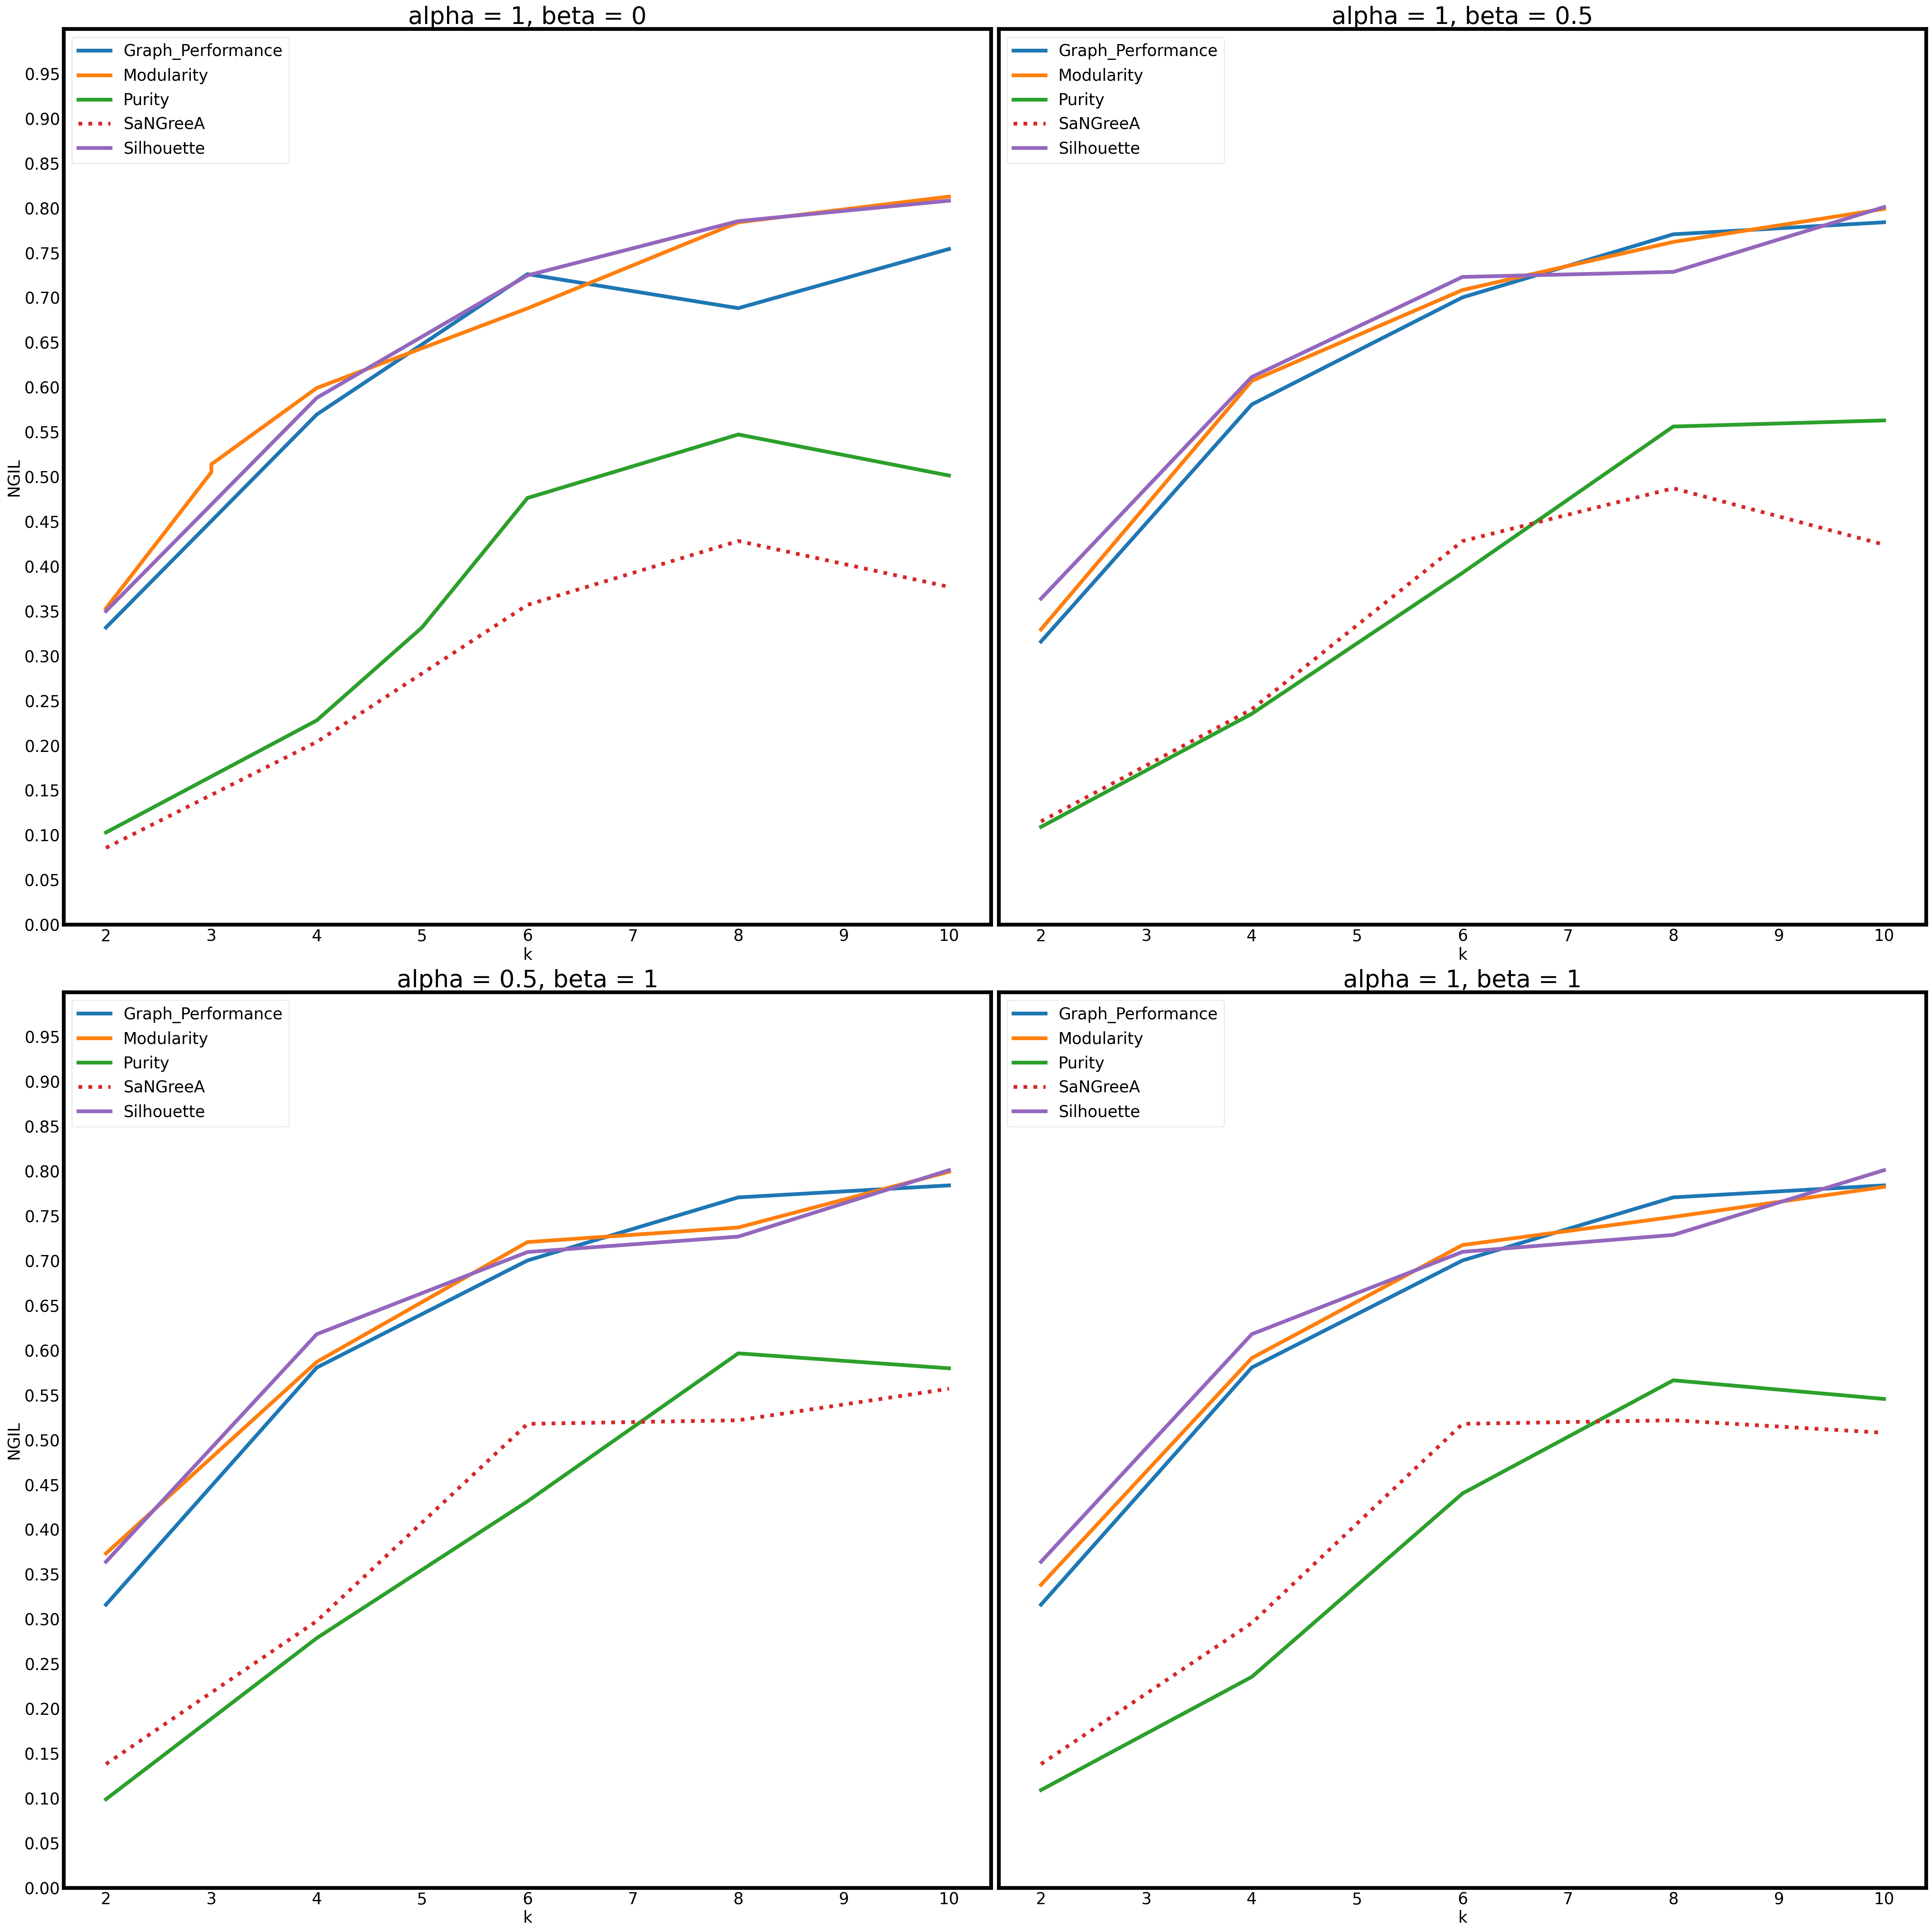 alpha = 1, beta = 0
Graph_Performance
Modularity
Purity
SaNGreeA
Silhouette
0.95
0.90
0.85
0.80
0.75
0.70
0.65
0.60
0.55
0.50
0.45
0.40
0.35
0.30
0.25
0.20
0.15
0.10
0.05
0.00
NGIL
2 3 4 5 6 7 8 9 10
k
alpha = 1, beta = 0.5
Graph_Performance
Modularity
Purity
SaNGreeA
Silhouette
2 3 4 5 6 7 8 9 10
k
alpha = 0.5, beta = 1
Graph_Performance
Modularity
Purity
SaNGreeA
Silhouette
0.95
0.90
0.85
0.80
0.75
0.70
0.65
0.60
0.55
0.50
0.45
0.40
0.35
0.30
0.25
0.20
0.15
0.10
0.05
0.00
NGIL
2 3 4 5 6 7 8 9 10
k
alpha = 1, beta = 1
Graph_Performance
Modularity
Purity
SaNGreeA
Silhouette
2 3 4 5 6 7 8 9 10
k